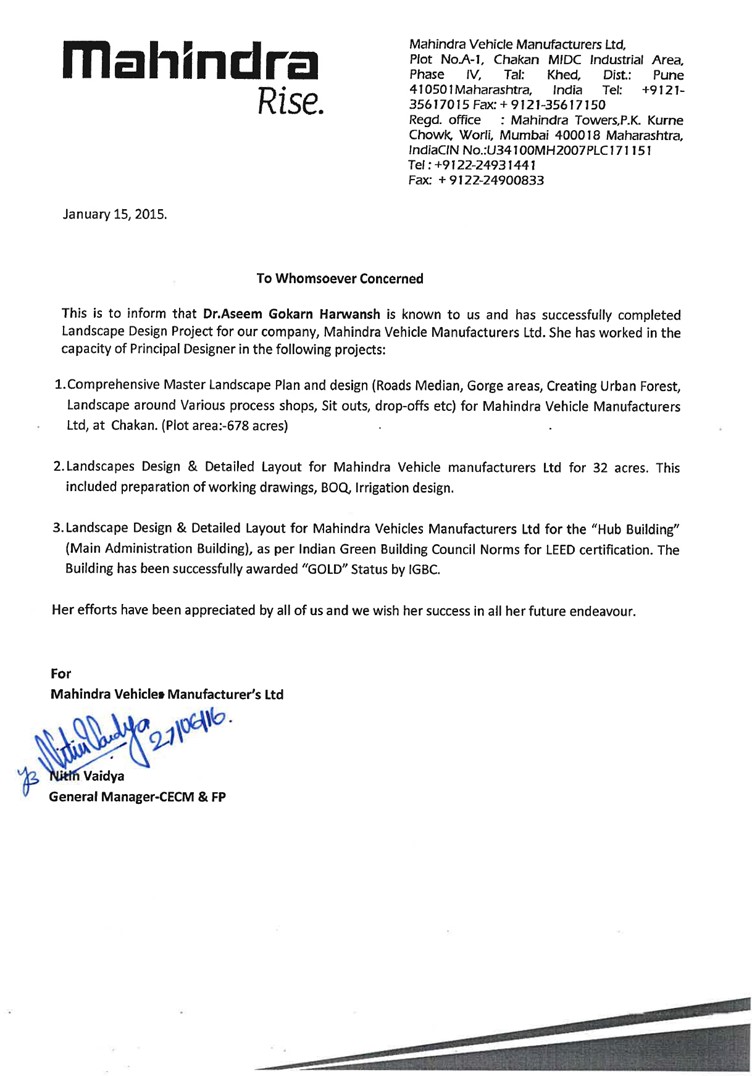 Mahindra
Rise.
Mahindra Vehicle Manufacturers Ltd,
Plot No.A-1, Chakan MIDC Industrial Area,
Phase IV, Tal: Khed, Dist.: Pune
410501Maharashtra, India Tel: +9121-
35617015 Fax: + 9121-35617150
Regd. office : Mahindra Towers,P.K. Kurne
Chowk, Worli, Mumbai 400018 Maharashtra,
IndiaCIN No.:U34100MH2007PLC171151
Tel : +9122-24931441
Fax: + 9122-24900833
January 15, 2015.
To Whomsoever Concerned
This is to inform that Dr.Aseem Gokarn Harwansh is known to us and has successfully completed
Landscape Design Project for our company, Mahindra Vehicle Manufacturers Ltd. She has worked in the
capacity of Principal Designer in the following projects:
1.Comprehensive Master Landscape Plan and design (Roads Median, Gorge areas, Creating Urban Forest,
Landscape around Various process shops, Sit outs, drop-offs etc) for Mahindra Vehicle Manufacturers
Ltd, at Chakan. (Plot area:-678 acres)
2.Landscapes Design & Detailed Layout for Mahindra Vehicle manufacturers Ltd for 32 acres. This
included preparation of working drawings, BOQ, Irrigation design.
3.Landscape Design & Detailed Layout for Mahindra Vehicles Manufacturers Ltd for the “Hub Building”
(Main Administration Building), as per Indian Green Building Council Norms for LEED certification. The
Building has been successfully awarded “GOLD” Status by IGBC.
Her efforts have been appreciated by all of us and we wish her success in all her future endeavour.
For
Mahindra Vehicles Manufacturer’s Ltd
Nitin Vaidya
27/06/16.
Nitin Vaidya
General Manager-CECM & FP